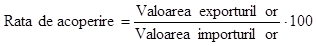 Rata de acoperire = Valoarea exporturil or / Valoarea importuril or · 100